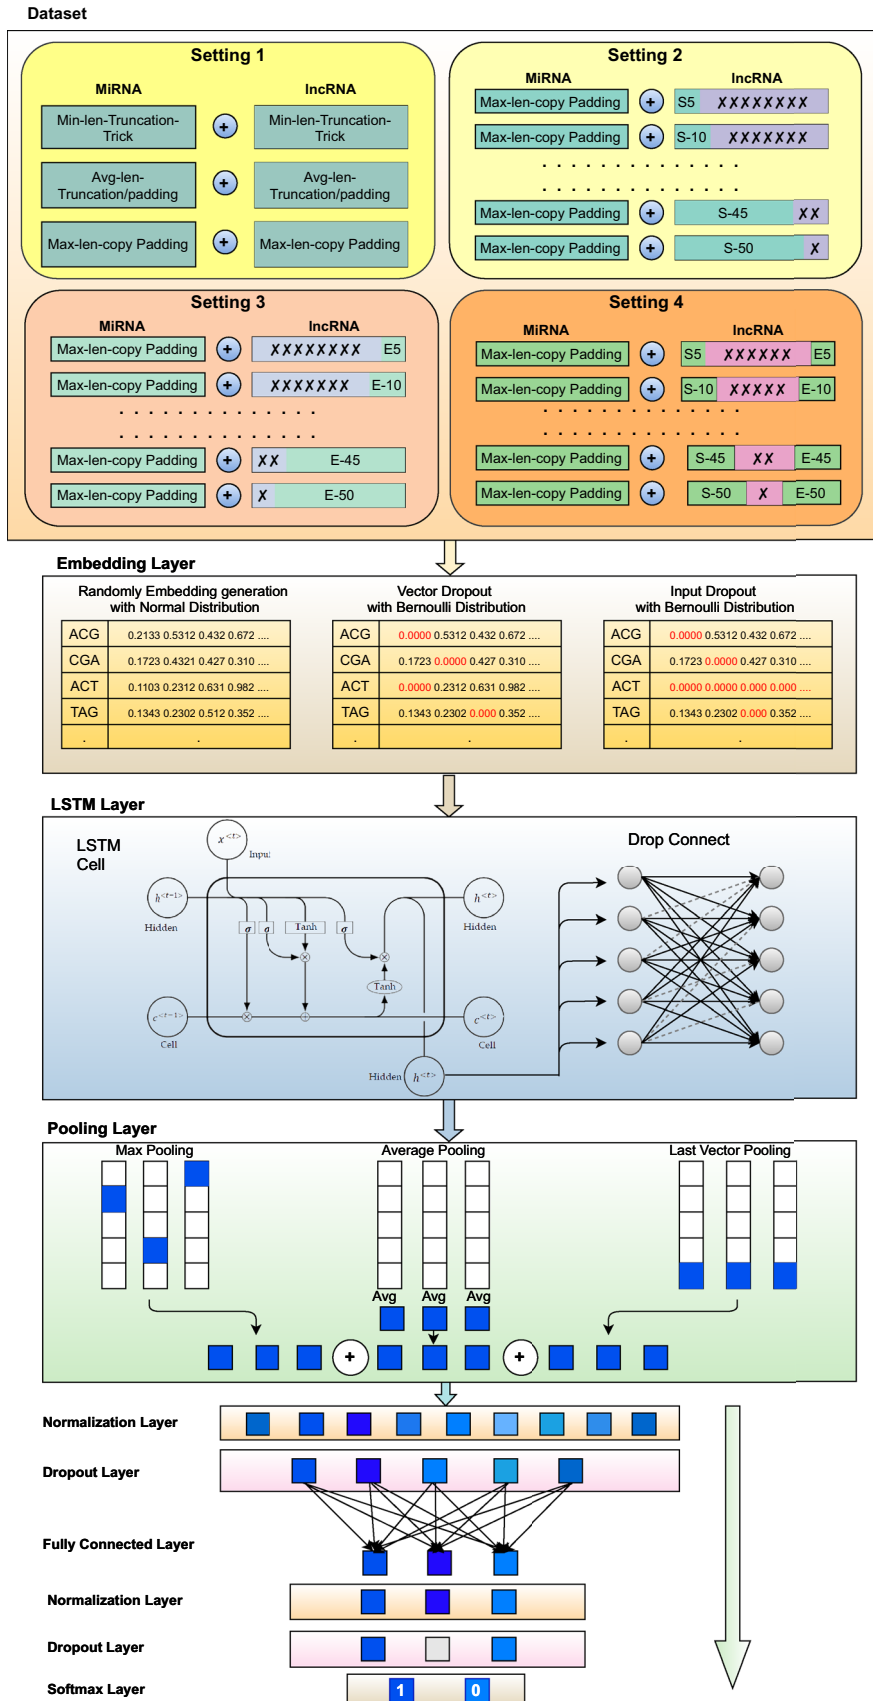 Dataset
Setting 1
MiRNA
lncRNA
Min-len-Truncation-
Trick
+
Min-len-Truncation-
Trick
Avg-len-
Truncation/padding
+
Avg-len-
Truncation/padding
Max-len-copy Padding
+
Max-len-copy Padding
Setting 2
MiRNA
lncRNA
Max-len-copy Padding + S5 ✗✗✗✗✗✗✗✗
Max-len-copy Padding + S-10 ✗✗✗✗✗✗✗
. . . . . . . . . . . . . .
. . . . . . . . . . . . . .
Max-len-copy Padding + S-45 ✗✗
Max-len-copy Padding + S-50 ✗
Setting 3
MiRNA
lncRNA
Max-len-copy Padding + ✗✗✗✗✗✗✗✗ E5
Max-len-copy Padding + ✗✗✗✗✗✗✗ E-10
. . . . . . . . . . . . . .
. . . . . . . . . . . . . .
Max-len-copy Padding + ✗✗ E-45
Max-len-copy Padding + ✗ E-50
Setting 4
MiRNA
lncRNA
Max-len-copy Padding + S5 ✗✗✗✗✗✗ E5
Max-len-copy Padding + S-10 ✗✗✗✗✗ E-10
. . . . . . . . . . . . . .
. . . . . . . . . . . . . .
Max-len-copy Padding + S-45 ✗✗ E-45
Max-len-copy Padding + S-50 ✗ E-50
Embedding Layer
Randomly Embedding generation
with Normal Distribution
ACG 0.2133 0.5312 0.432 0.672 ....
CGA 0.1723 0.4321 0.427 0.310 ....
ACT 0.1103 0.2312 0.631 0.982 ....
TAG 0.1343 0.2302 0.512 0.352 ....
. .
Vector Dropout
with Bernoulli Distribution
ACG 0.0000 0.5312 0.432 0.672 ....
CGA 0.1723 0.0000 0.427 0.310 ....
ACT 0.0000 0.2312 0.631 0.982 ....
TAG 0.1343 0.2302 0.000 0.352 ....
. .
Input Dropout
with Bernoulli Distribution
ACG 0.0000 0.5312 0.432 0.672 ....
CGA 0.1723 0.0000 0.427 0.310 ....
ACT 0.0000 0.0000 0.000 0.000 ....
TAG 0.1343 0.2302 0.000 0.352 ....
. .
LSTM Layer
LSTM
Cell
x<t>
Input
h<t−1>
Hidden
σ σ Tanh σ
h<t>
Hidden
× ×
Tanh
c<t−1>
Cell
× +
c<t>
Cell
Hidden h<t>
Drop Connect
Pooling Layer
Max Pooling
Average Pooling
Last Vector Pooling
Avg Avg Avg
+ +
Normalization Layer
Dropout Layer
Fully Connected Layer
Normalization Layer
Dropout Layer
Softmax Layer
1 0